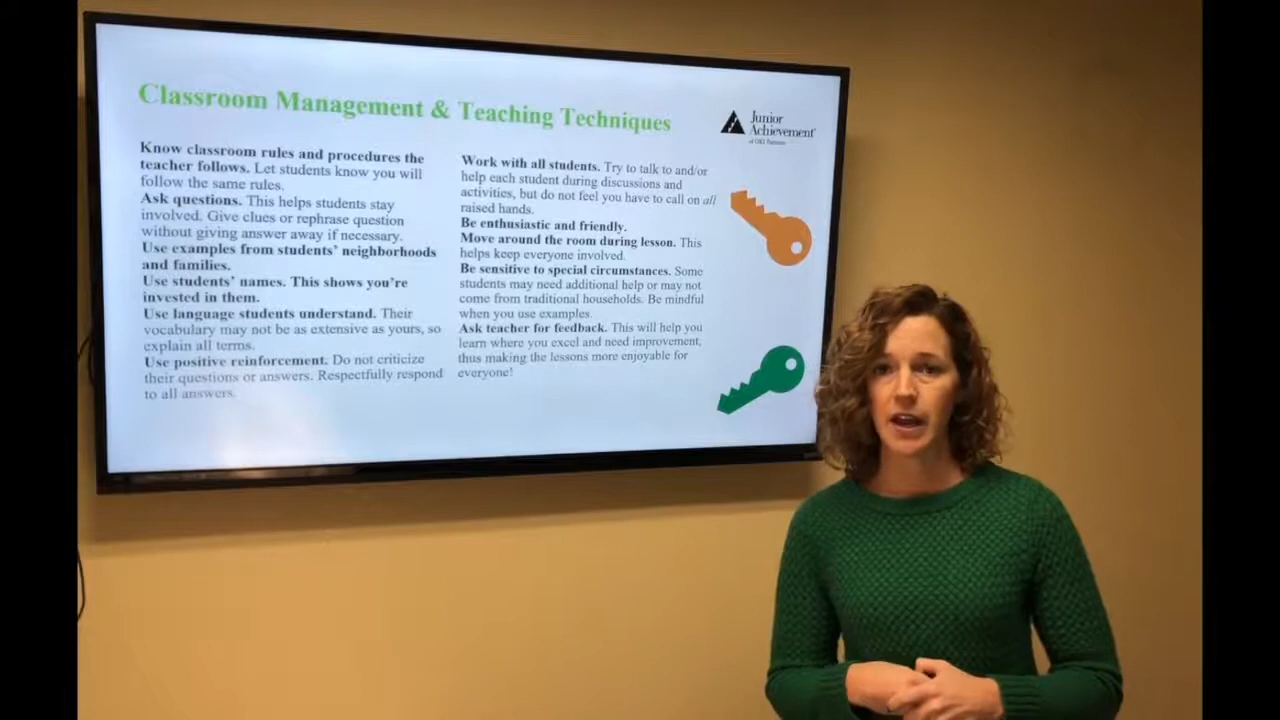 Classroom Management & Teaching Techniques
Junior
Achievement®
of OKI Partners
Know classroom rules and procedures the
teacher follows. Let students know you will
follow the same rules.
Ask questions. This helps students stay
involved. Give clues or rephrase question
without giving answer away if necessary.
Use examples from students’ neighborhoods
and families.
Use students’ names. This shows you’re
invested in them.
Use language students understand. Their
vocabulary may not be as extensive as yours, so
explain all terms.
Use positive reinforcement. Do not criticize
their questions or answers. Respectfully respond
to all answers.
Work with all students. Try to talk to and/or
help each student during discussions and
activities, but do not feel you have to call on all
raised hands.
Be enthusiastic and friendly.
Move around the room during lesson. This
helps keep everyone involved.
Be sensitive to special circumstances. Some
students may need additional help or may not
come from traditional households. Be mindful
when you use examples.
Ask teacher for feedback. This will help you
learn where you excel and need improvement,
thus making the lessons more enjoyable for
everyone!